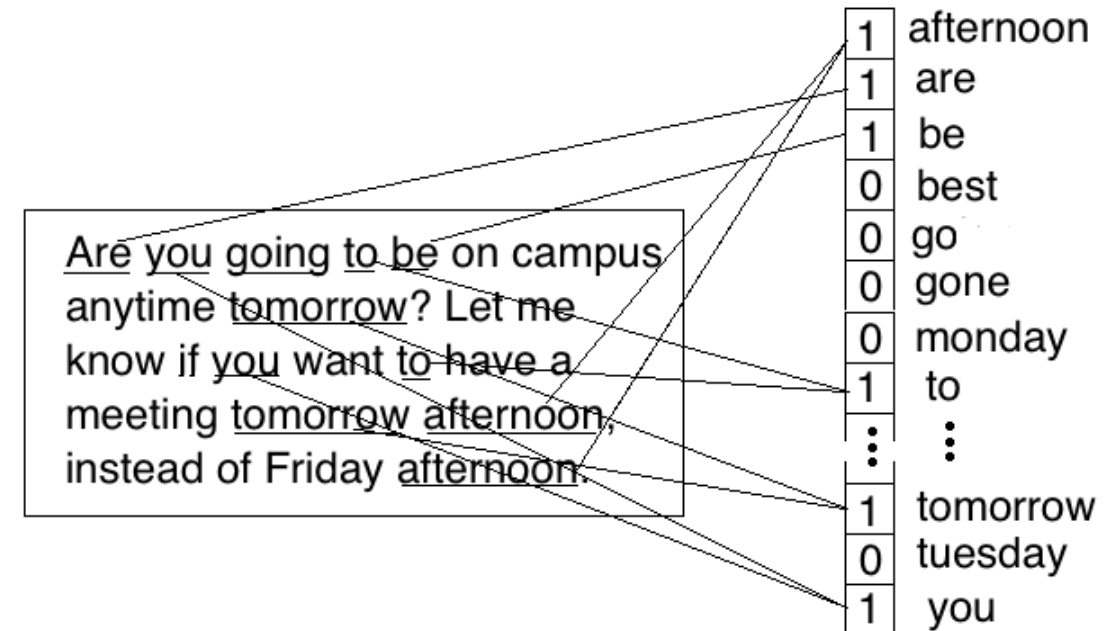 Are you going to be on campus
anytime tomorrow? Let me
know if you want to have a
meeting tomorrow afternoon,
instead of Friday afternoon.
1 afternoon
1 are
1 be
0 best
0 go
0 gone
0 monday
1 to
⋮ ⋮
1 tomorrow
0 tuesday
1 you